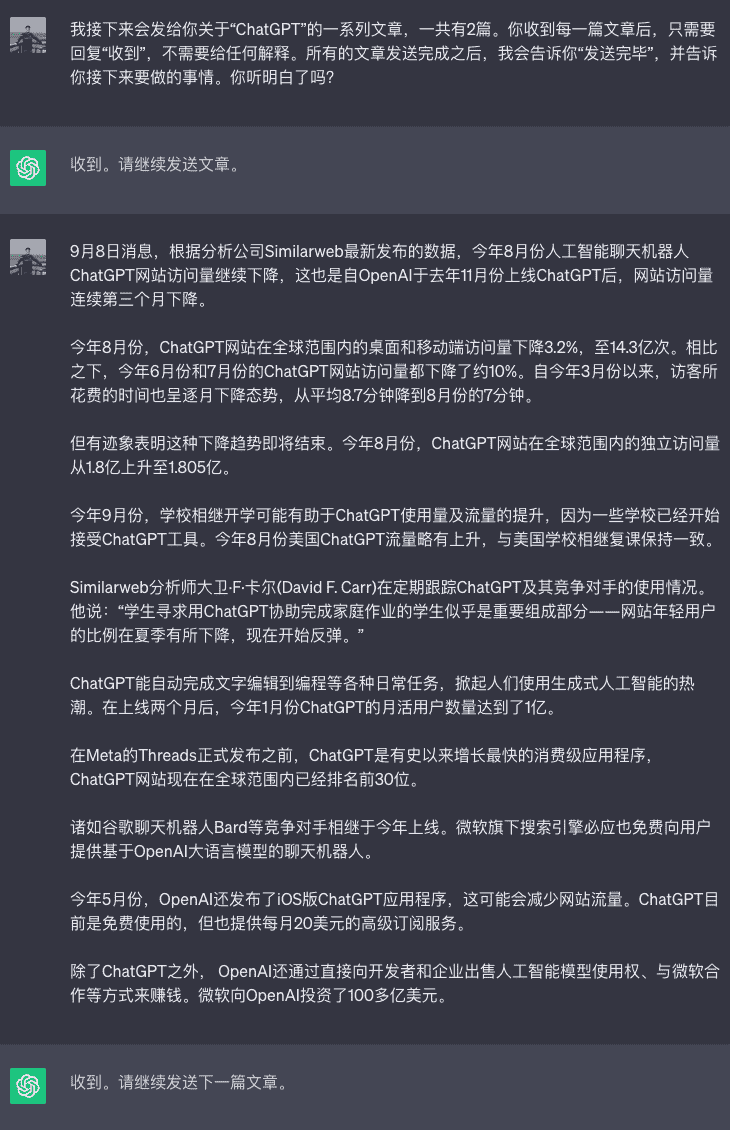 我接下来会发给你关于“ChatGPT”的一系列文章，一共有2篇。你收到每一篇文章后，只需要
回复“收到”，不需要给任何解释。所有的文章发送完成之后，我会告诉你“发送完毕”，并告诉
你接下来要做的事情。你听明白了吗?
收到。请继续发送文章。
9月8日消息，根据分析公司Similarweb最新发布的数据，今年8月份人工智能聊天机器人
ChatGPT网站访问量继续下降，这也是自OpenAI于去年11月份上线ChatGPT后，网站访问量
连续第三个月下降。
今年8月份，ChatGPT网站在全球范围内的桌面和移动端访问量下降3.2%，至14.3亿次。相比
之下，今年6月份和7月份的ChatGPT网站访问量都下降了约10%。自今年3月份以来，访客所
花费的时间也呈逐月下降态势，从平均8.7分钟降到8月份的7分钟。
但有迹象表明这种下降趋势即将结束。今年8月份，ChatGPT网站在全球范围内的独立访问量
从1.8亿上升至1.805亿。
今年9月份，学校相继开学可能有助于ChatGPT使用量及流量的提升，因为一些学校已经开始
接受ChatGPT工具。今年8月份美国ChatGPT流量略有上升，与美国学校相继复课保持一致。
Similarweb分析师大卫·F·卡尔(David F. Carr)在定期跟踪ChatGPT及其竞争对手的使用情况。
他说：“学生寻求用ChatGPT协助完成家庭作业的学生似乎是重要组成部分——网站年轻用户
的比例在夏季有所下降，现在开始反弹。”
ChatGPT能自动完成文字编辑到编程等各种日常任务，掀起人们使用生成式人工智能的热
潮。在上线两个月后，今年1月份ChatGPT的月活用户数量达到了1亿。
在Meta的Threads正式发布之前，ChatGPT是有史以来增长最快的消费级应用程序，
ChatGPT网站现在在全球范围内已经排名前30位。
诸如谷歌聊天机器人Bard等竞争对手相继于今年上线。微软旗下搜索引擎必应也免费向用户
提供基于OpenAI大语言模型的聊天机器人。
今年5月份，OpenAI还发布了iOS版ChatGPT应用程序，这可能会减少网站流量。ChatGPT目
前是免费使用的，但也提供每月20美元的高级订阅服务。
除了ChatGPT之外， OpenAI还通过直接向开发者和企业出售人工智能模型使用权、与微软合
作等方式来赚钱。微软向OpenAI投资了100多亿美元。
收到。请继续发送下一篇文章。